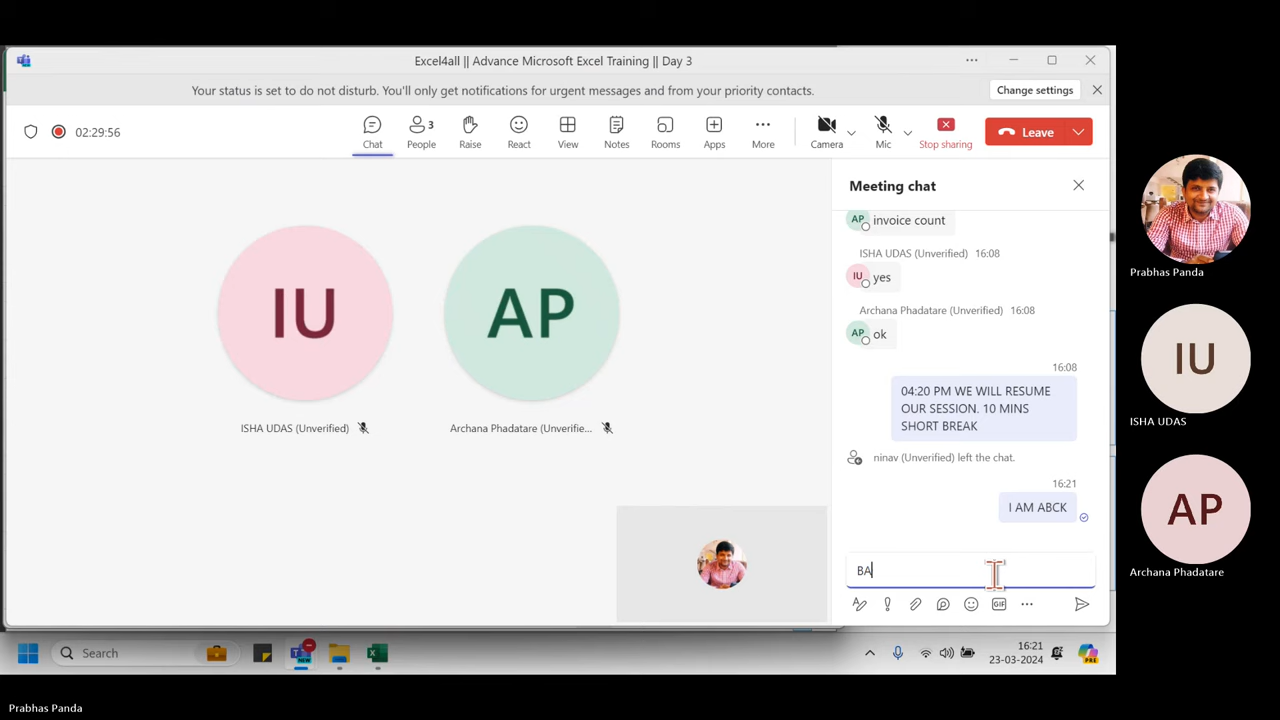 Excel4all || Advance Microsoft Excel Training || Day 3
Your status is set to do not disturb. You'll only get notifications for urgent messages and from your priority contacts.
Change settings
02:29:56
Chat
People
3
Raise
React
View
Notes
Rooms
Apps
More
Camera
Mic
Stop sharing
Leave
Meeting chat
AP
invoice count
ISHA UDAS (Unverified) 16:08
IU
yes
Archana Phadatare (Unverified) 16:08
AP
ok
16:08
04:20 PM WE WILL RESUME
OUR SESSION. 10 MINS
SHORT BREAK
ninav (Unverified) left the chat.
16:21
I AM ABCK
BA
GIF
IU
AP
ISHA UDAS (Unverified)
Archana Phadatare (Unverifie...
Prabhas Panda
IU
ISHA UDAS
AP
Archana Phadatare
Search
NEW
16:21
23-03-2024
PRE
Prabhas Panda